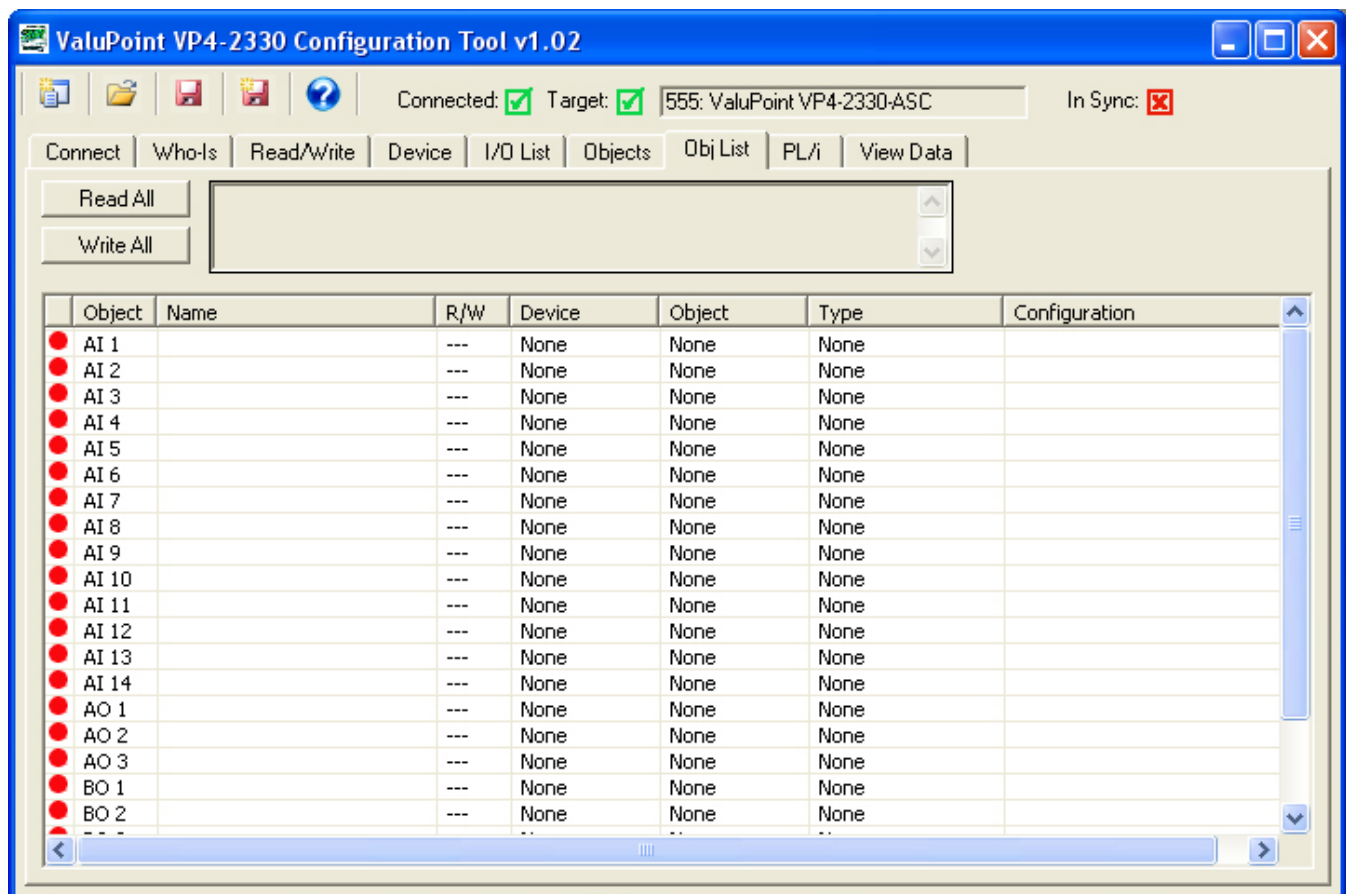 ValuPoint VP4-2330 Configuration Tool v1.02
Connected: Target: 555: ValuPoint VP4-2330-ASC In Sync:
Connect Who-Is Read/Write Device I/O List Objects Obj List PL/i View Data
Read All
Write All
Object Name R/W Device Object Type Configuration
AI 1 --- None None None
AI 2 --- None None None
AI 3 --- None None None
AI 4 --- None None None
AI 5 --- None None None
AI 6 --- None None None
AI 7 --- None None None
AI 8 --- None None None
AI 9 --- None None None
AI 10 --- None None None
AI 11 --- None None None
AI 12 --- None None None
AI 13 --- None None None
AI 14 --- None None None
AO 1 --- None None None
AO 2 --- None None None
AO 3 --- None None None
BO 1 --- None None None
BO 2 --- None None None